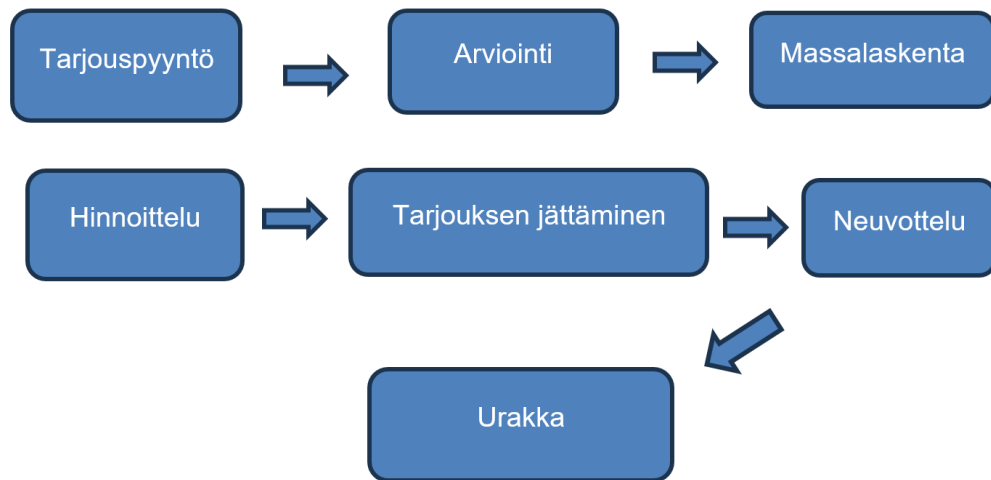 Tarjouspyyntö
Arviointi
Massalaskenta
Hinnoittelu
Tarjouksen jättäminen
Neuvottelu
Urakka